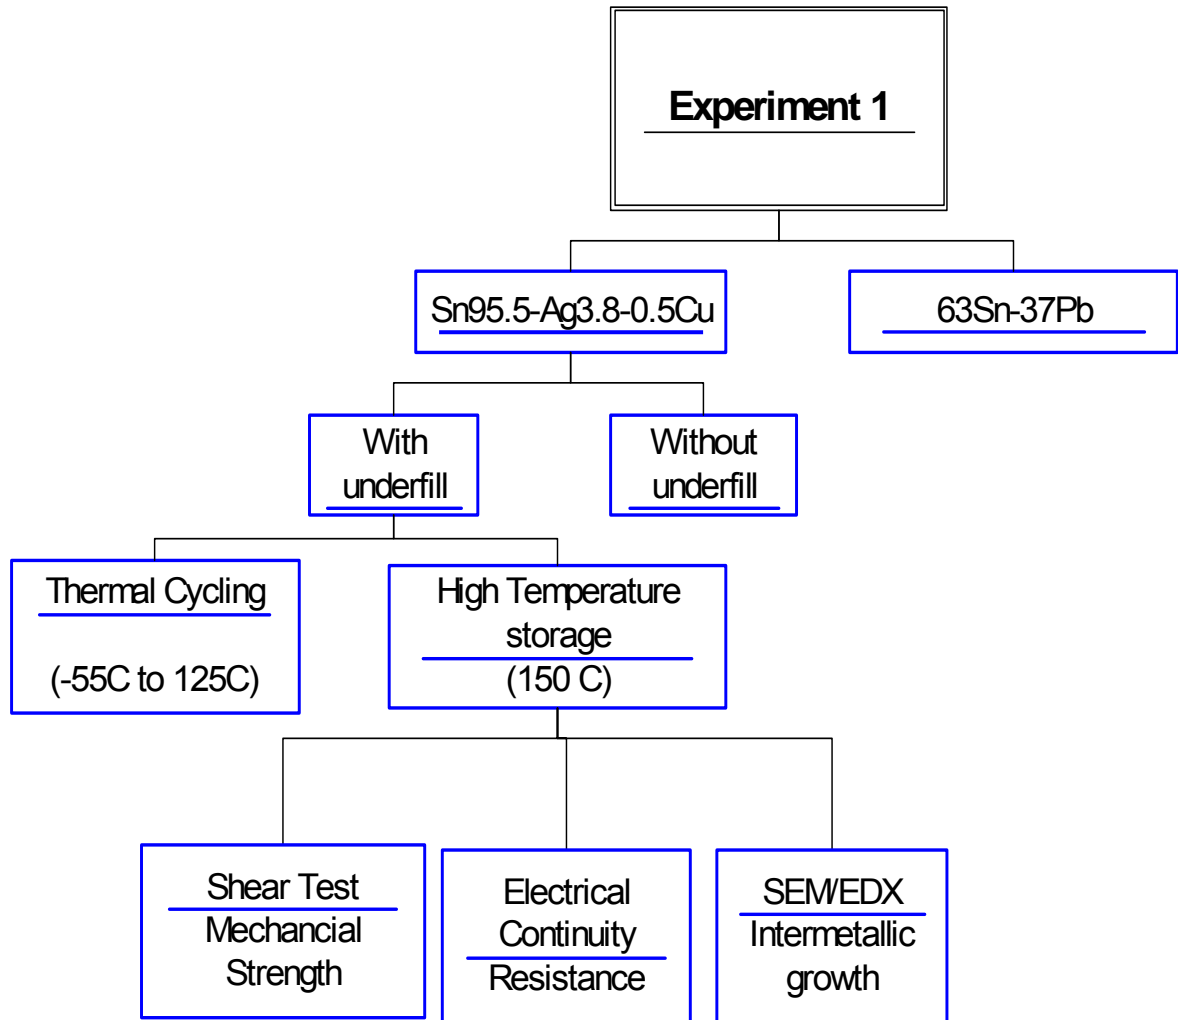 Experiment 1
Sn95.5-Ag3.8-0.5Cu
63Sn-37Pb
With
underfill
Without
underfill
Thermal Cycling
(-55C to 125C)
High Temperature
storage
(150 C)
Shear Test
Mechancial
Strength
Electrical
Continuity
Resistance
SEM/EDX
Intermetallic
growth